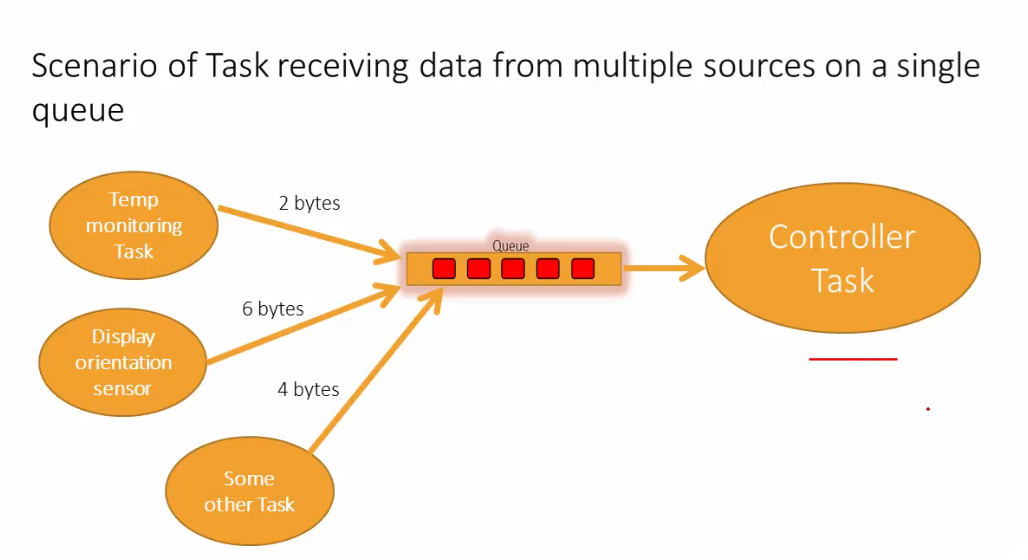 Scenario of Task receiving data from multiple sources on a single
queue
Temp
monitoring
Task
2 bytes
Queue
Controller
Task
6 bytes
Display
orientation
sensor
4 bytes
Some
other Task